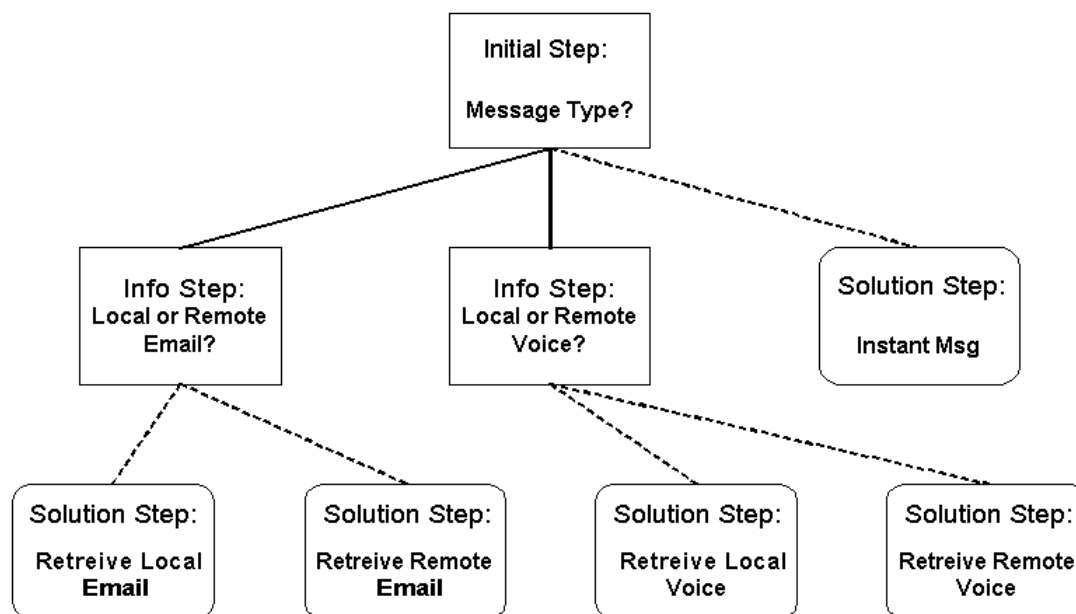 Initial Step:
Message Type?
Info Step:
Local or Remote
Email?
Info Step:
Local or Remote
Voice?
Solution Step:
Instant Msg
Solution Step:
Retreive Local
Email
Solution Step:
Retreive Remote
Email
Solution Step:
Retreive Local
Voice
Solution Step:
Retreive Remote
Voice